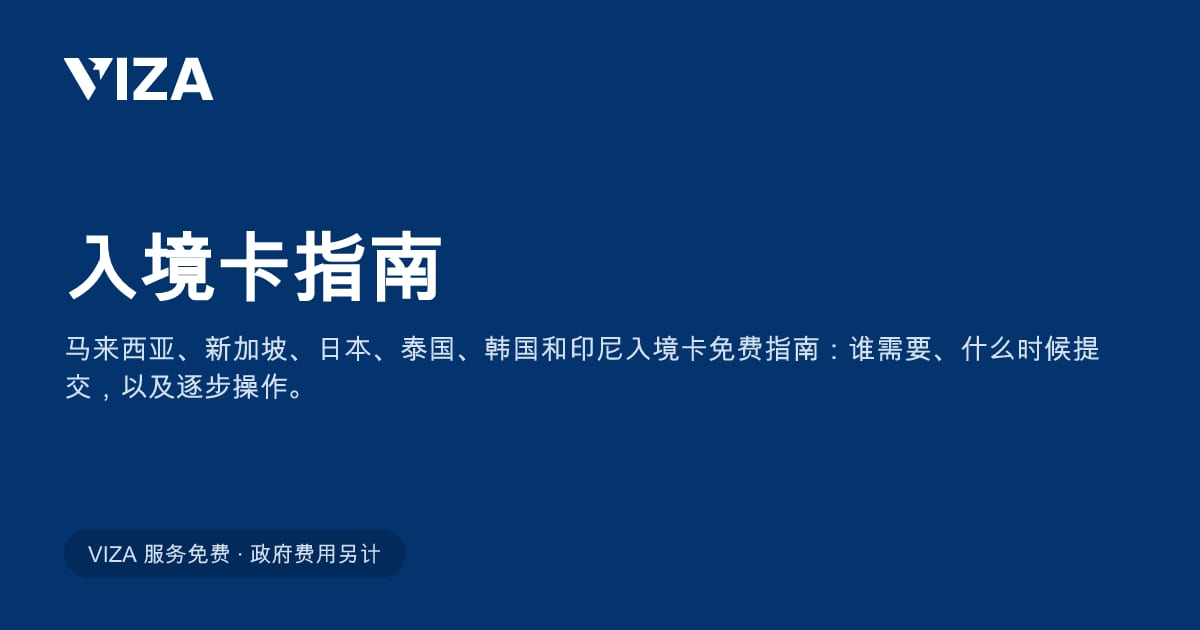 VIZA
入境卡指南
马来西亚、新加坡、日本、泰国、韩国和印尼入境卡免费指南：谁需要、什么时候提
交，以及逐步操作。
VIZA 服务免费 · 政府费用另计